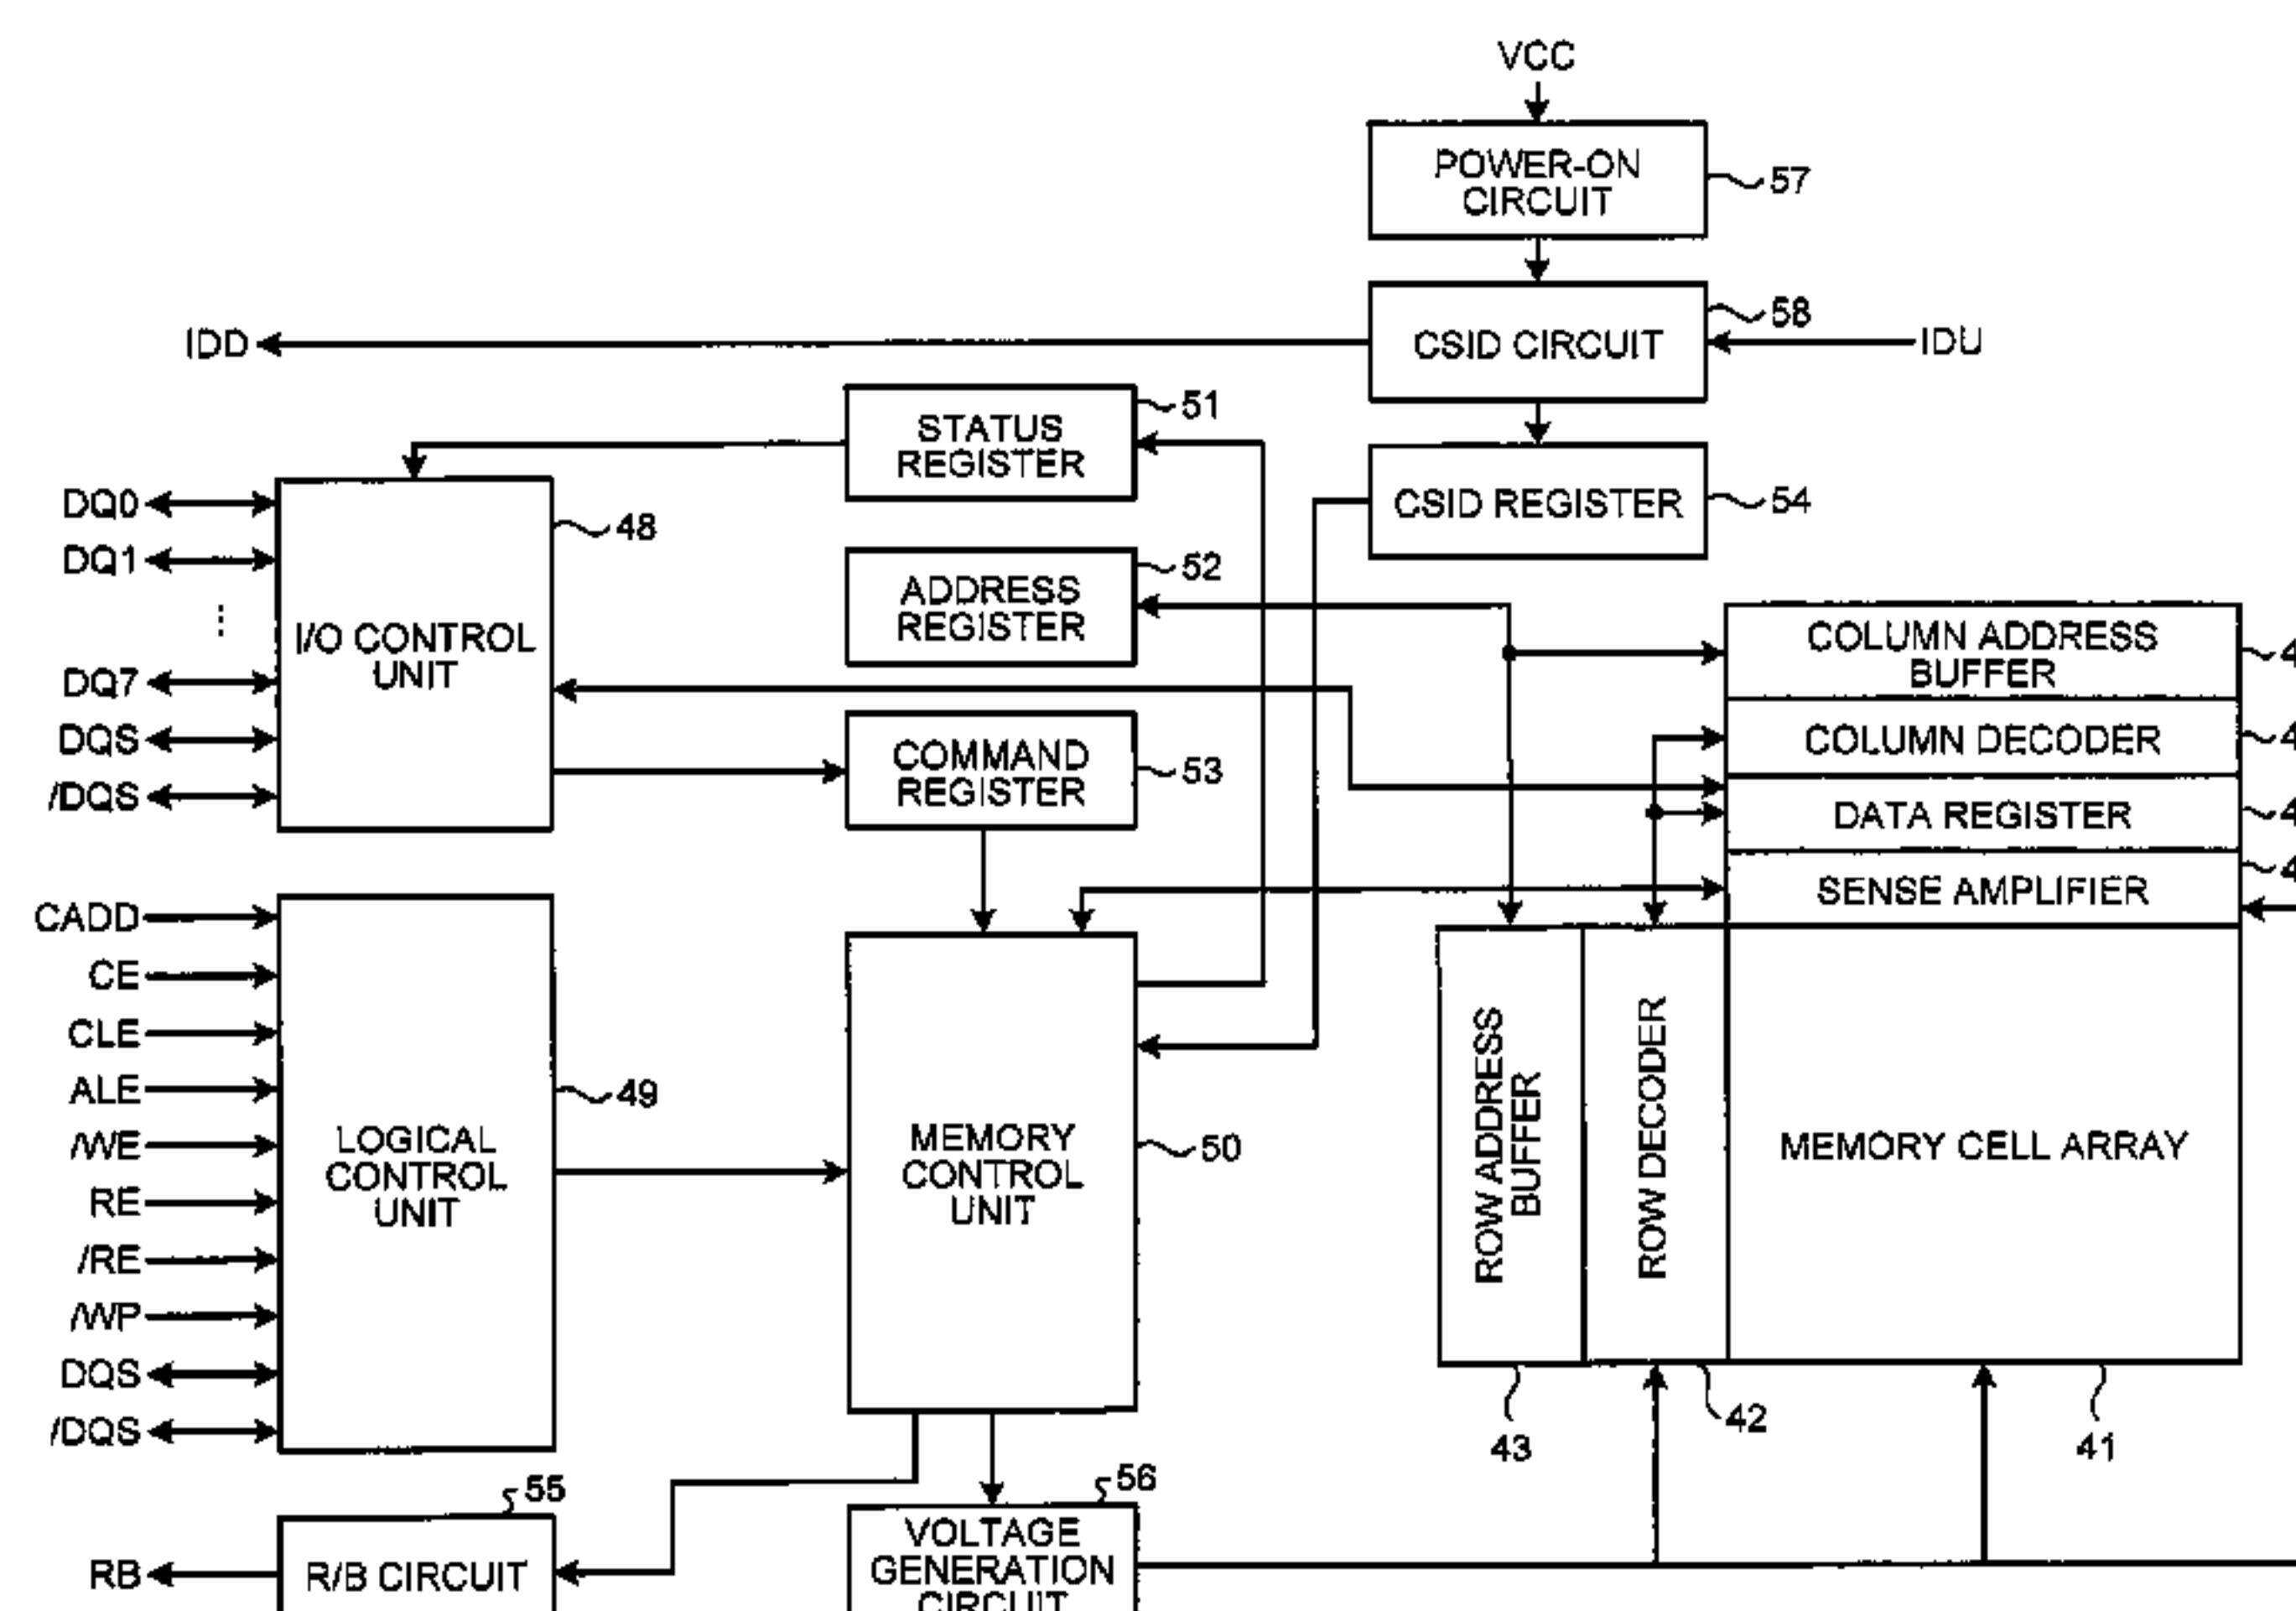 VCC
POWER-ON
CIRCUIT
57
IDD
CSID CIRCUIT
58
IDU
STATUS
REGISTER
51
CSID REGISTER
54
DQ0
DQ1
DQ7
DQS
/DQS
I/O CONTROL
UNIT
48
ADDRESS
REGISTER
52
COMMAND
REGISTER
53
COLUMN ADDRESS
BUFFER
COLUMN DECODER
DATA REGISTER
SENSE AMPLIFIER
CADD
CE
CLE
ALE
/WE
RE
/RE
/WP
DQS
/DQS
LOGICAL
CONTROL
UNIT
49
MEMORY
CONTROL
UNIT
50
ROW ADDRESS
BUFFER
ROW DECODER
MEMORY CELL ARRAY
43
42
41
RB
R/B CIRCUIT
55
VOLTAGE
GENERATION
CIRCUIT
56